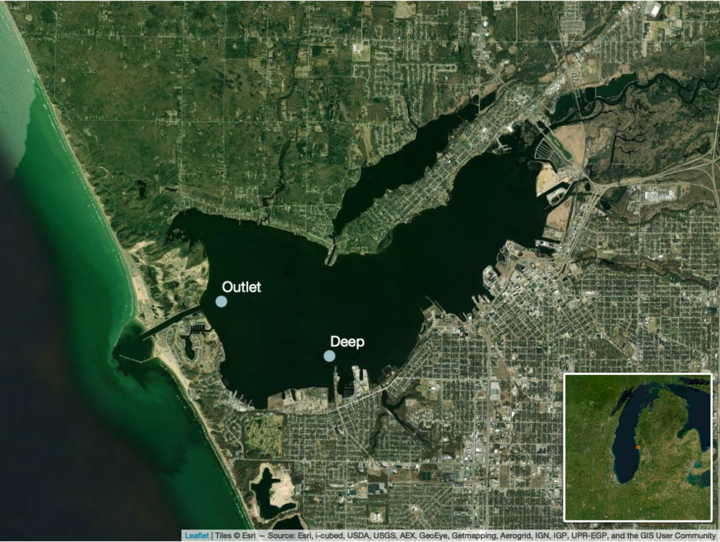 Outlet
Deep
Leaflet | Tiles © Esri — Source: Esri, i-cubed, USDA, USGS, AEX, GeoEye, Getmapping, Aerogrid, IGN, IGP, UPR-EGP, and the GIS User Community